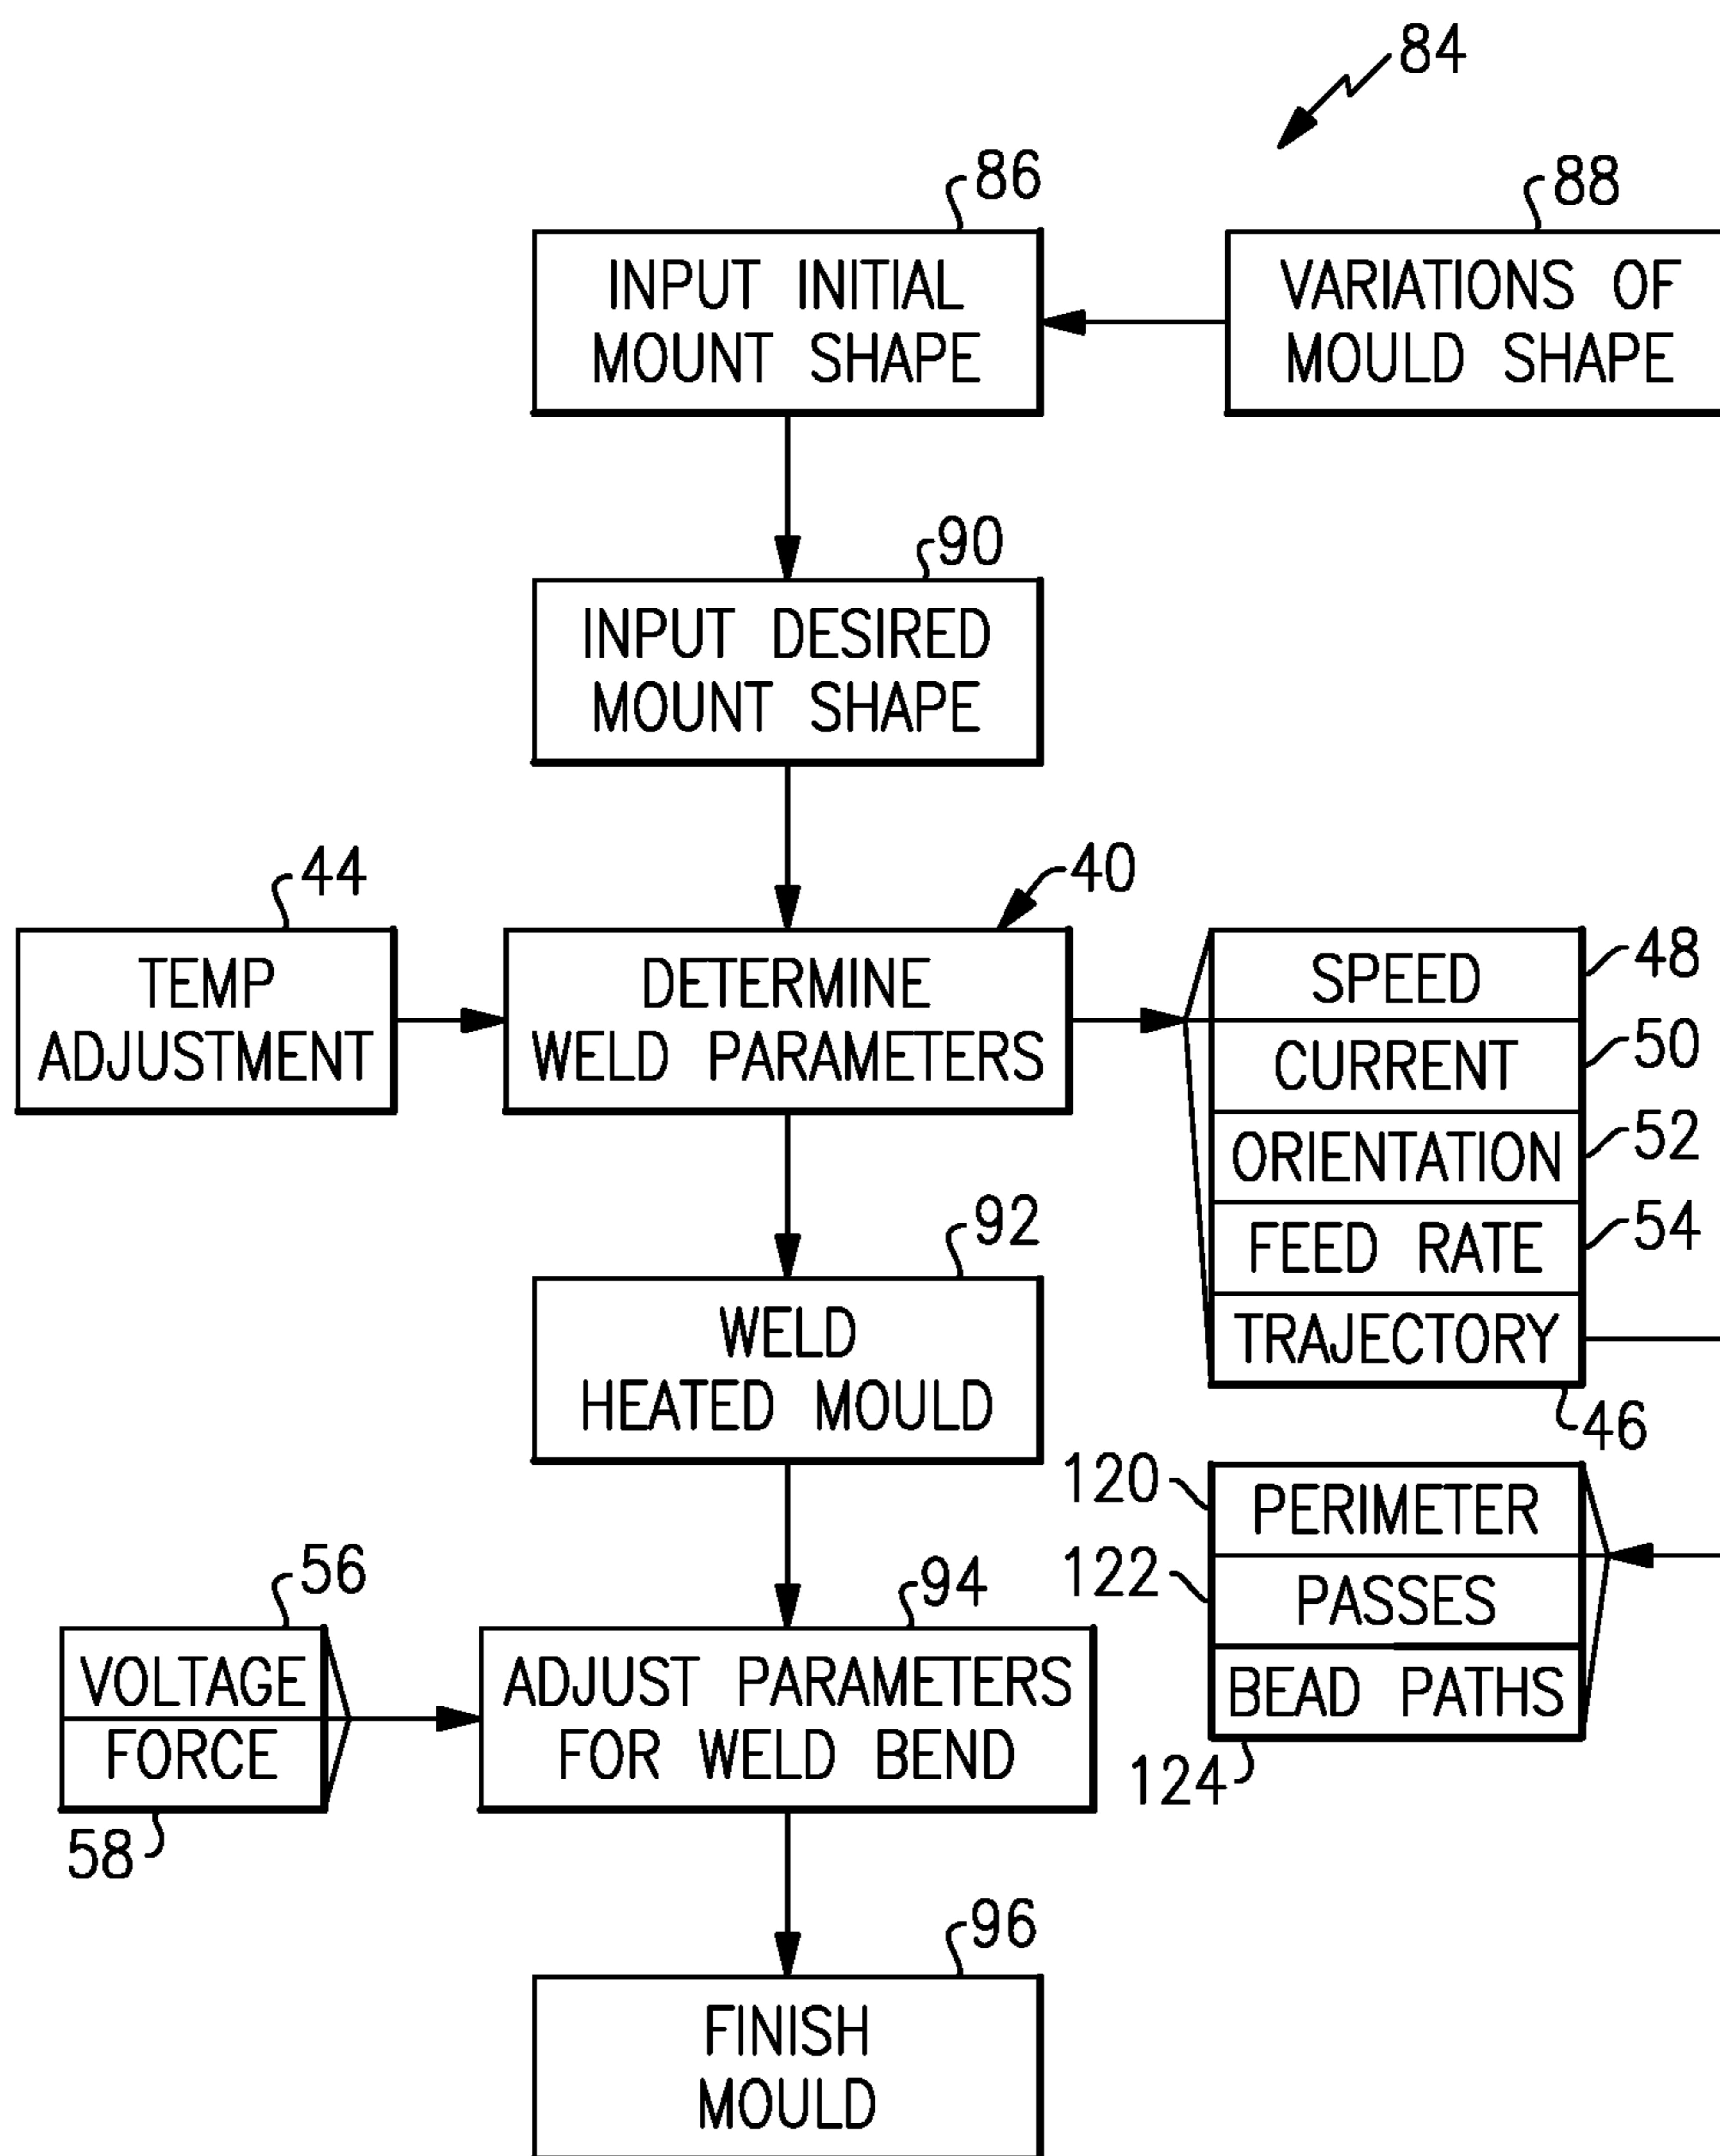 84
86
88
INPUT INITIAL
MOUNT SHAPE
VARIATIONS OF
MOULD SHAPE
90
INPUT DESIRED
MOUNT SHAPE
44
40
TEMP
ADJUSTMENT
DETERMINE
WELD PARAMETERS
SPEED
48
CURRENT
50
ORIENTATION
52
FEED RATE
54
TRAJECTORY
46
92
WELD
HEATED MOULD
120
PERIMETER
122
PASSES
BEAD PATHS
124
56
VOLTAGE
FORCE
58
94
ADJUST PARAMETERS
FOR WELD BEND
96
FINISH
MOULD